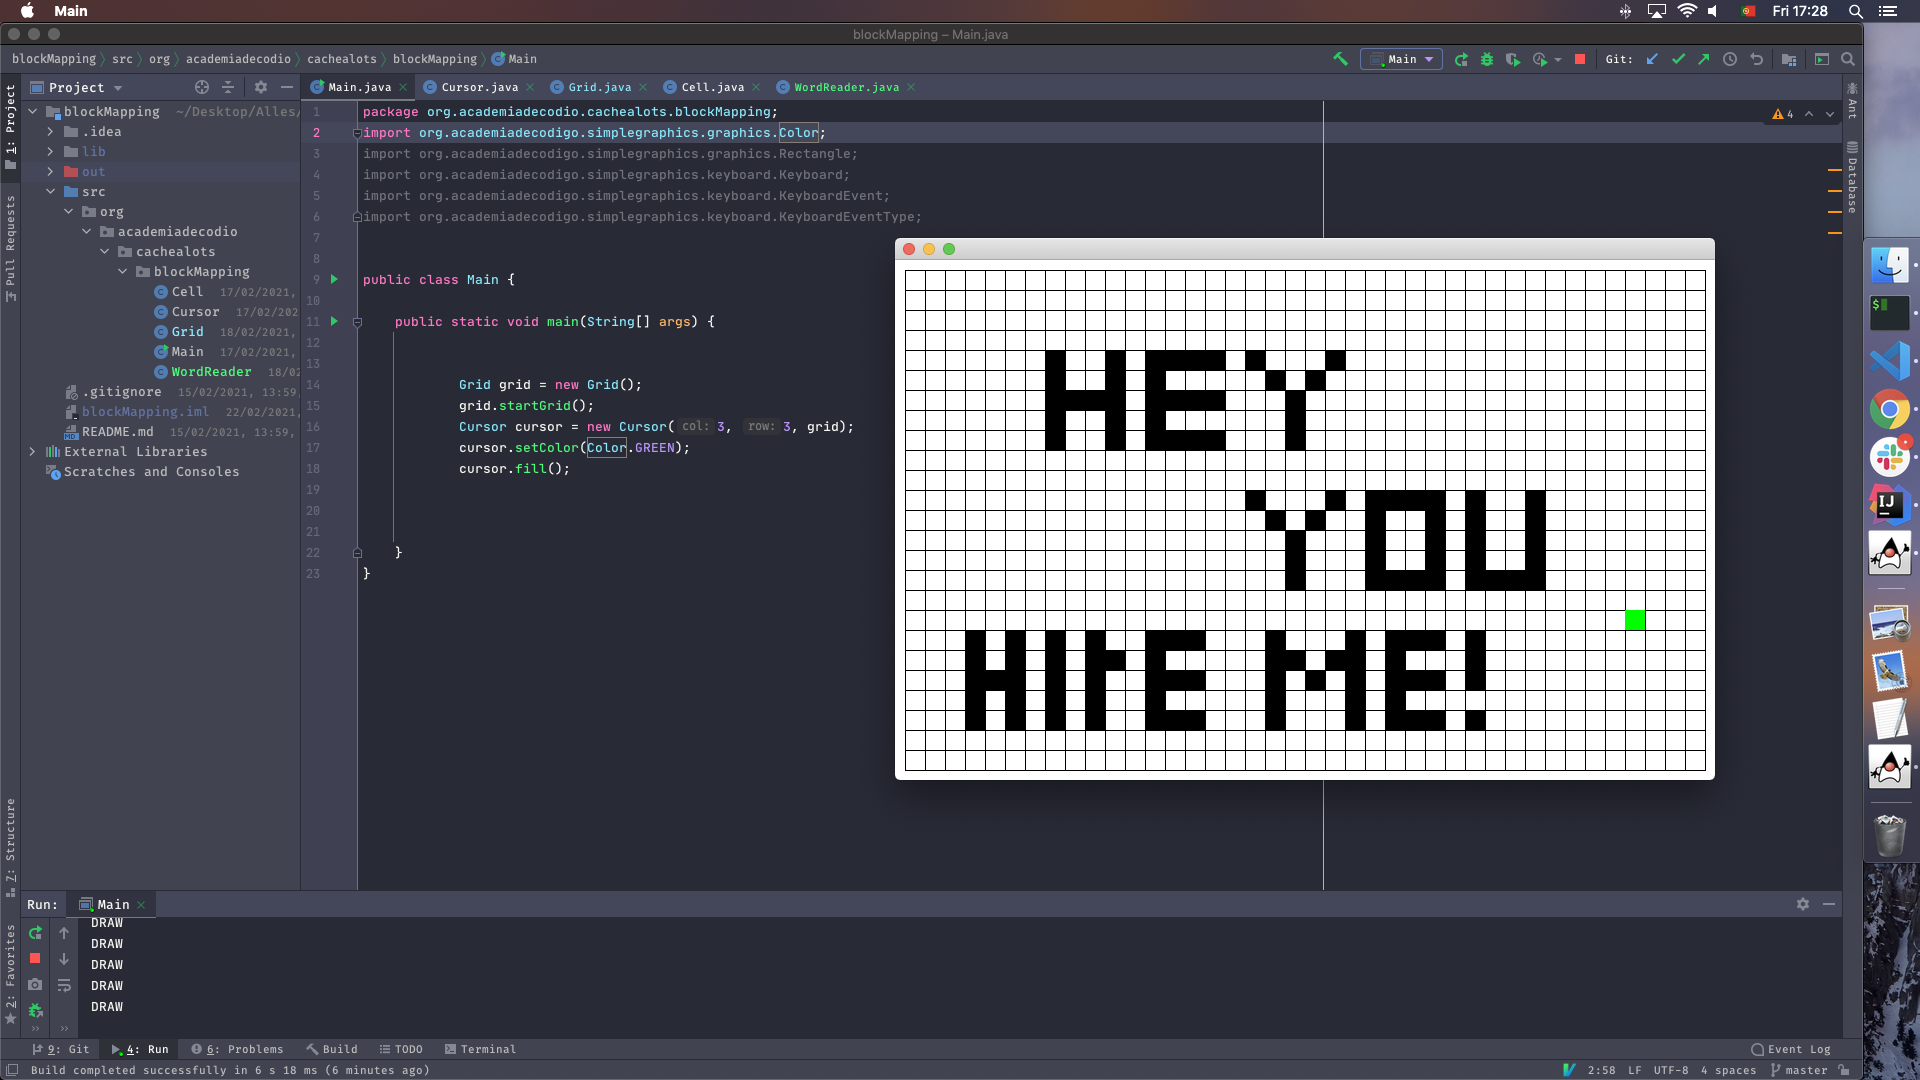 Main
Fri 17:28
blockMapping – Main.java
blockMapping
src
org
academiadecodio
cachealots
blockMapping
Main
Main
Git:
Project
Main.java
Cursor.java
Grid.java
Cell.java
WordReader.java
1: Project
Pull Requests
Z: Structure
2: Favorites
blockMapping ~/Desktop/Alles/
.idea
lib
out
src
org
academiadecodio
cachealots
blockMapping
Cell 17/02/2021,
Cursor 17/02/202
Grid 18/02/2021,
Main 17/02/2021,
WordReader 18/02
.gitignore 15/02/2021, 13:59
blockMapping.iml 22/02/2021,
README.md 15/02/2021, 13:59,
External Libraries
Scratches and Consoles
1 package org.academiadecodio.cachealots.blockMapping;
2 import org.academiadecodigo.simplegraphics.graphics.Color;
3 import org.academiadecodigo.simplegraphics.graphics.Rectangle;
4 import org.academiadecodigo.simplegraphics.keyboard.Keyboard;
5 import org.academiadecodigo.simplegraphics.keyboard.KeyboardEvent;
6 import org.academiadecodigo.simplegraphics.keyboard.KeyboardEventType;
7
8
9 public class Main {
10
11 public static void main(String[] args) {
12
13
14 Grid grid = new Grid();
15 grid.startGrid();
16 Cursor cursor = new Cursor( col: 3, row: 3, grid);
17 cursor.setColor(Color.GREEN);
18 cursor.fill();
19
20
21
22 }
23 }
4
Ant
Database
HEY
YOU
HIrE ME!
$
IJ
Run:
Main
DRAW
DRAW
DRAW
DRAW
DRAW
9: Git
4: Run
6: Problems
Build
TODO
Terminal
Event Log
Build completed successfully in 6 s 18 ms (6 minutes ago)
2:58
LF
UTF-8
4 spaces
master